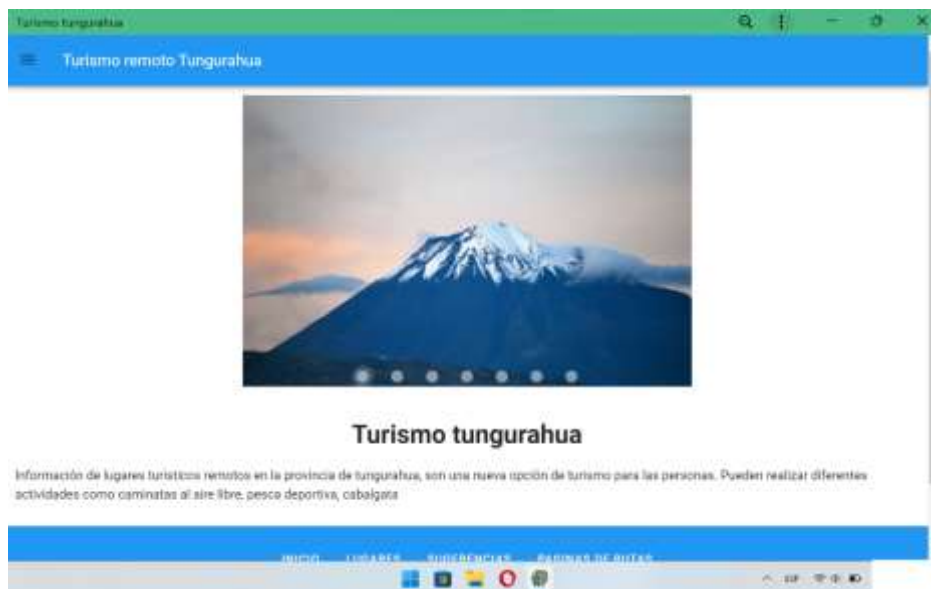 Turismo tungurahua
Turismo remoto Tungurahua
Turismo tungurahua
Información de lugares turísticos remotos en la provincia de tungurahua, son una nueva opción de turismo para las personas. Pueden realizar diferentes
actividades como caminatas al aire libre, pesca deportiva, cabalgata
INICIO LUGARES SUGERENCIAS PAGINAS DE RUTAS
ESP